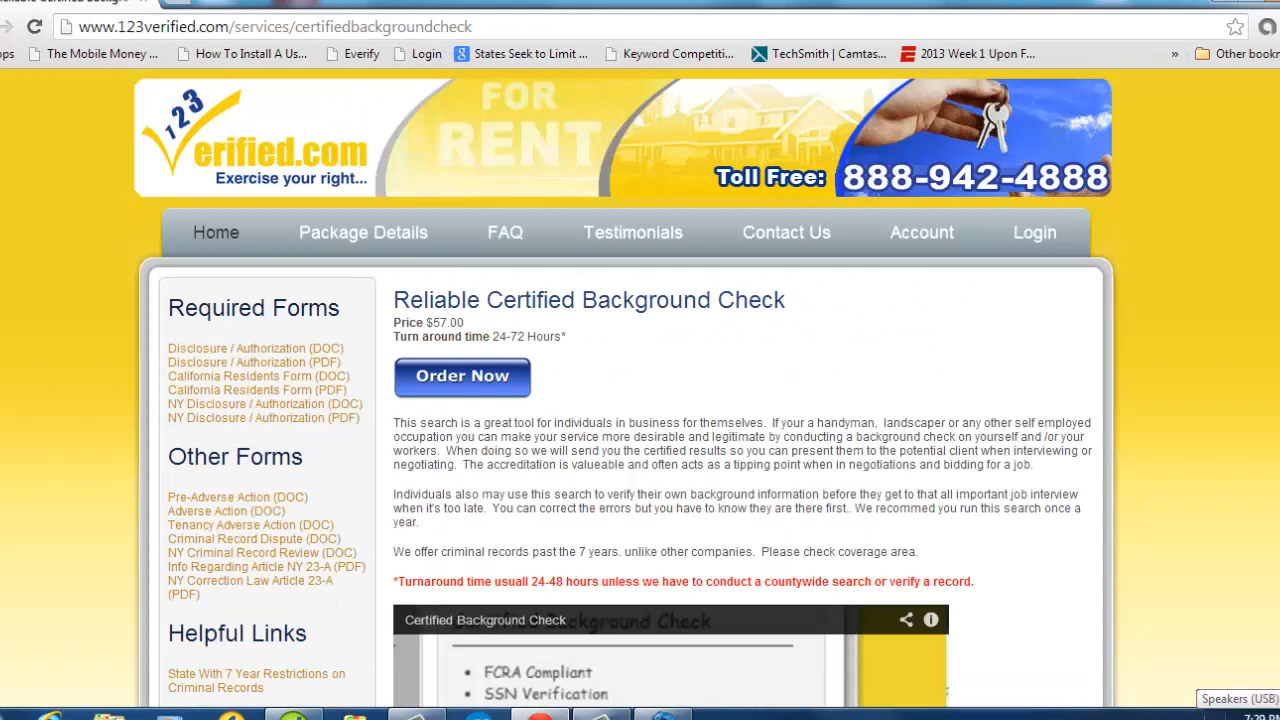 www.123verified.com/services/certifiedbackgroundcheck
The Mobile Money ... How To Install A Us... Everify Login States Seek to Limit ... Keyword Competiti... TechSmith | Camtas... 2013 Week 1 Upon F... » Other bookr
FOR
RENT
123
erified.com
Exercise your right...
Toll Free: 888-942-4888
Home Package Details FAQ Testimonials Contact Us Account Login
Required Forms
Disclosure / Authorization (DOC)
Disclosure / Authorization (PDF)
California Residents Form (DOC)
California Residents Form (PDF)
NY Disclosure / Authorization (DOC)
NY Disclosure / Authorization (PDF)
Other Forms
Pre-Adverse Action (DOC)
Adverse Action (DOC)
Tenancy Adverse Action (DOC)
Criminal Record Dispute (DOC)
NY Criminal Record Review (DOC)
Info Regarding Article NY 23-A (PDF)
NY Correction Law Article 23-A
(PDF)
Helpful Links
State With 7 Year Restrictions on
Criminal Records
Reliable Certified Background Check
Price $57.00
Turn around time 24-72 Hours*
Order Now
This search is a great tool for individuals in business for themselves. If your a handyman, landscaper or any other self employed
occupation you can make your service more desirable and legitimate by conducting a background check on yourself and /or your
workers. When doing so we will send you the certified results so you can present them to the potential client when interviewing or
negotiating. The accreditation is valueable and often acts as a tipping point when in negotiations and bidding for a job.
Individuals also may use this search to verify their own background information before they get to that all important job interview
when it's too late. You can correct the errors but you have to know they are there first.. We recommed you run this search once a
year.
We offer criminal records past the 7 years. unlike other companies. Please check coverage area.
*Turnaround time usuall 24-48 hours unless we have to conduct a countywide search or verify a record.
Certified Background Check
Background Check
• FCRA Compliant
• SSN Verification
Speakers (USB)